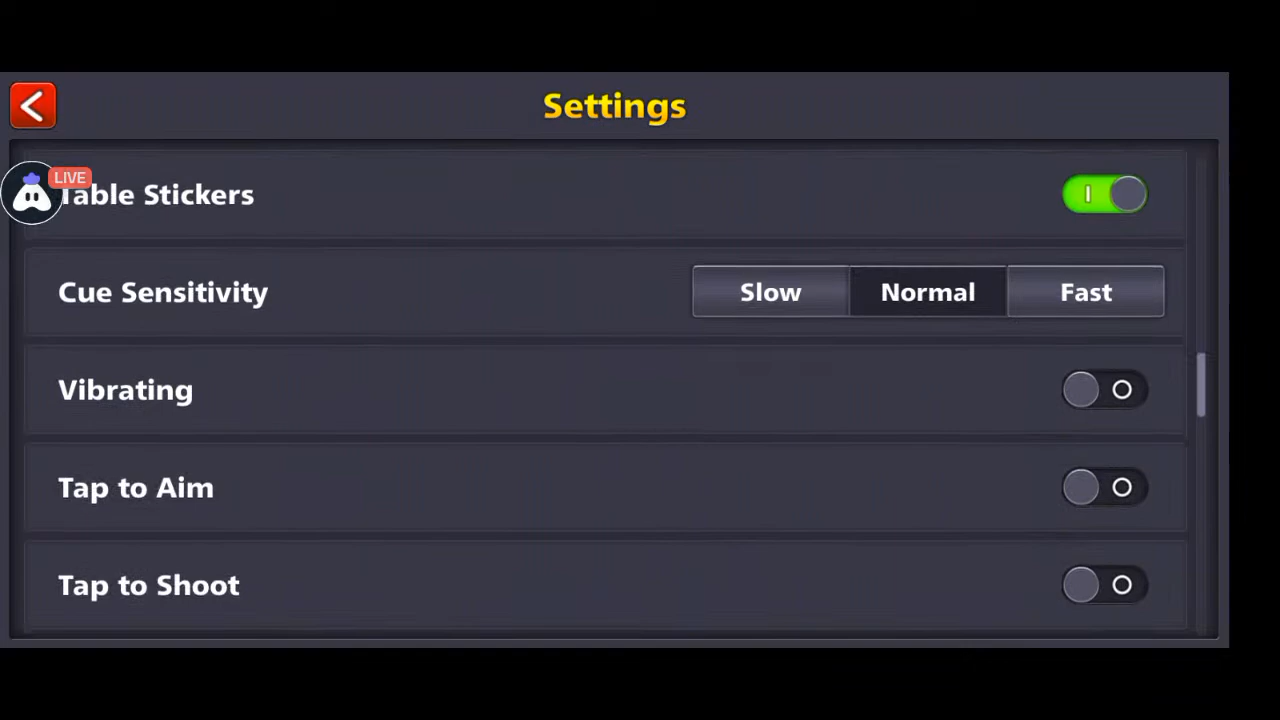 Settings
LIVE
Table Stickers
Cue Sensitivity
Slow
Normal
Fast
Vibrating
Tap to Aim
Tap to Shoot